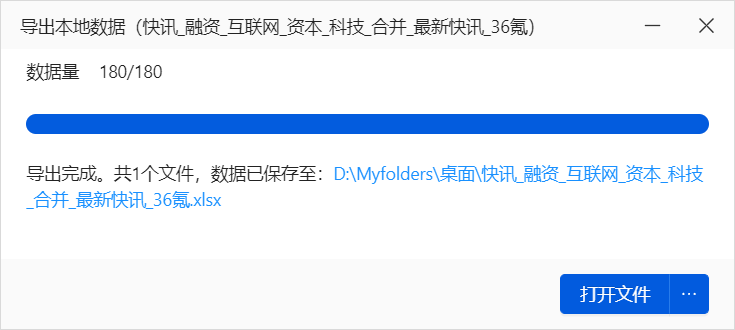 导出本地数据（快讯_融资_互联网_资本_科技_合并_最新快讯_36氪）
数据量 180/180
导出完成。共1个文件，数据已保存至：D:\Myfolders\桌面\快讯_融资_互联网_资本_科技
_合并_最新快讯_36氪.xlsx
打开文件 ···